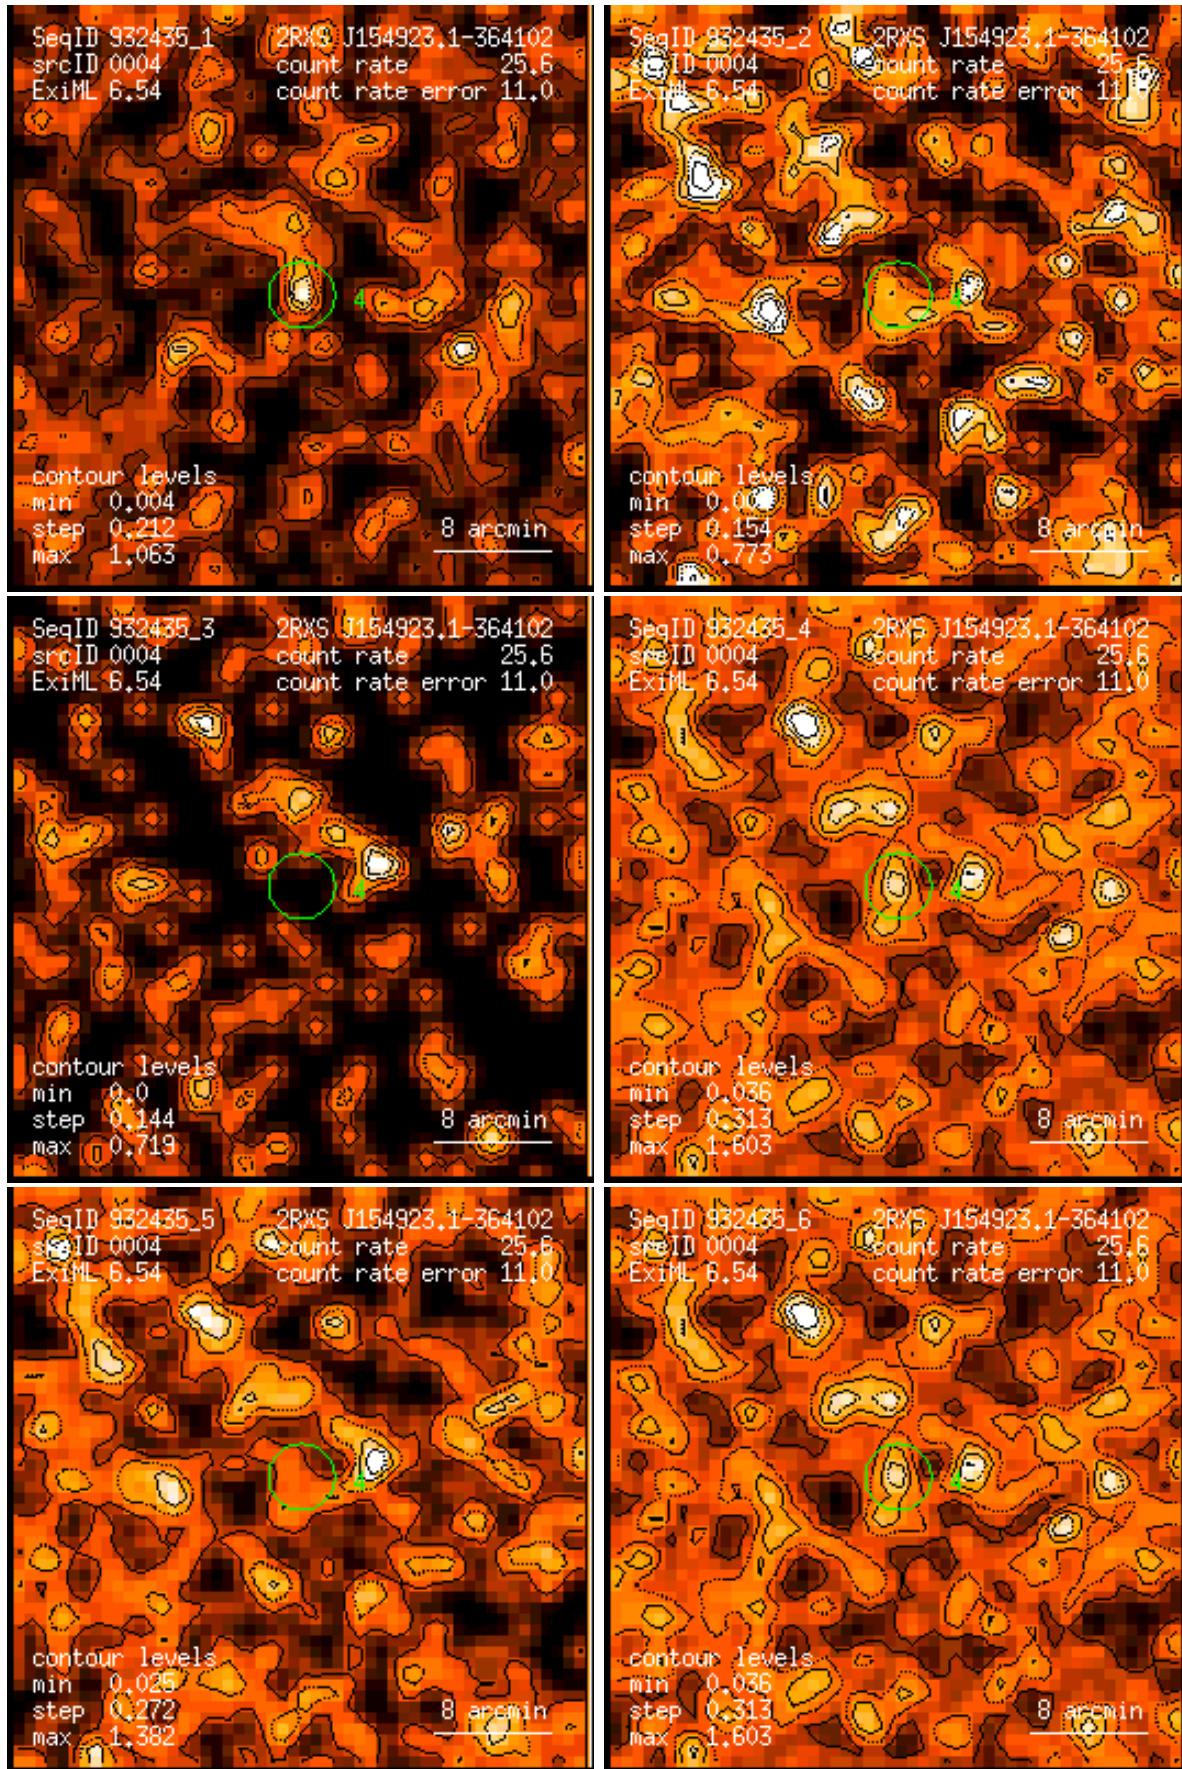 SeqID 932435_1 2RXS J154923.1-364102
srcID 0004 count rate 25.6
ExiML 6.54 count rate error 11.0
4
contour levels
min 0.004
step 0.212
max 1.063
8 arcmin
SeqID 932435_2 2RXS J154923.1-364102
srcID 0004 count rate 25.6
ExiML 6.54 count rate error 11.0
4
contour levels
min
step 0.154
max 0.773
8 arcmin
SeqID 932435_3 2RXS J154923.1-364102
srcID 0004 count rate 25.6
ExiML 6.54 count rate error 11.0
4
contour levels
min 0.0
step 0.144
max 0.719
8 arcmin
SeqID 932435_4 2RXS J154923.1-364102
srcID 0004 count rate 25.6
ExiML 6.54 count rate error 11.0
4
contour levels
min 0.036
step 0.313
max 1.603
8 arcmin
SeqID 932435_5 2RXS J154923.1-364102
srcID 0004 count rate 25.6
ExiML 6.54 count rate error 11.0
4
contour levels
min 0.025
step 0.272
max 1.382
8 arcmin
SeqID 932435_6 2RXS J154923.1-364102
srcID 0004 count rate 25.6
ExiML 6.54 count rate error 11.0
4
contour levels
min 0.036
step 0.313
max 1.603
8 arcmin